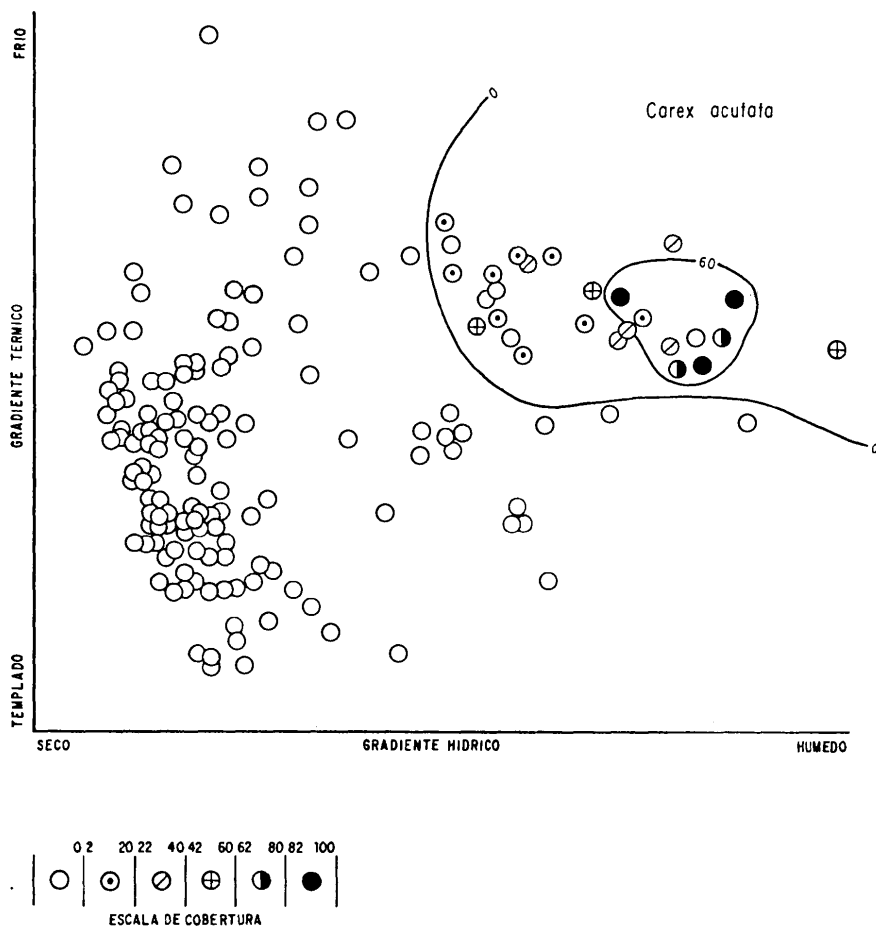 FRIO
Carex acutata
0
60
GRADIENTE TERMICO
0
TEMPLADO
SECO
GRADIENTE HIDRICO
HUMEDO
0 2 20 22 40 42 60 62 80 82 100
ESCALA DE COBERTURA